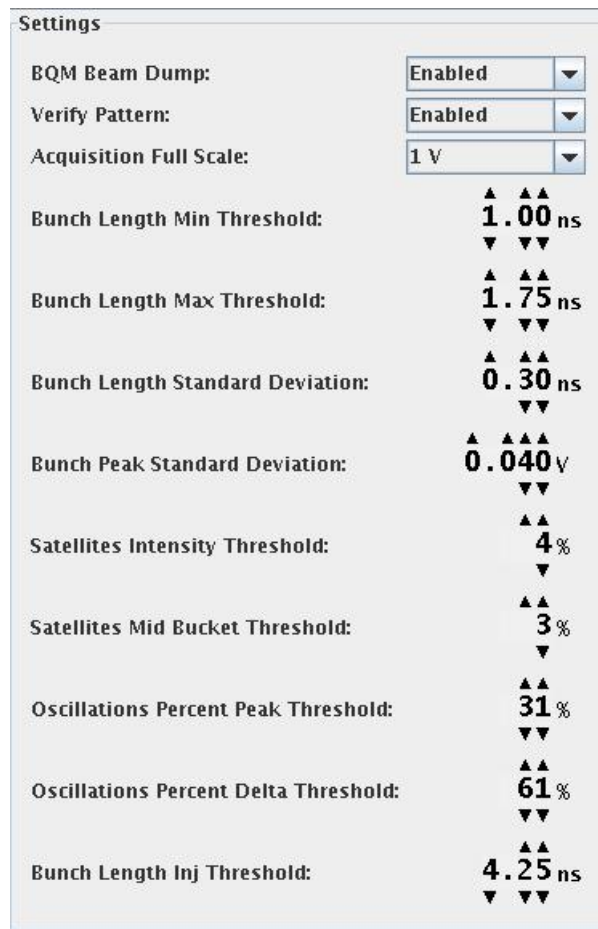 Settings
BQM Beam Dump: Enabled
Verify Pattern: Enabled
Acquisition Full Scale: 1 V
Bunch Length Min Threshold: 1.00 ns
Bunch Length Max Threshold: 1.75 ns
Bunch Length Standard Deviation: 0.30 ns
Bunch Peak Standard Deviation: 0.040 V
Satellites Intensity Threshold: 4 %
Satellites Mid Bucket Threshold: 3 %
Oscillations Percent Peak Threshold: 31 %
Oscillations Percent Delta Threshold: 61 %
Bunch Length Inj Threshold: 4.25 ns